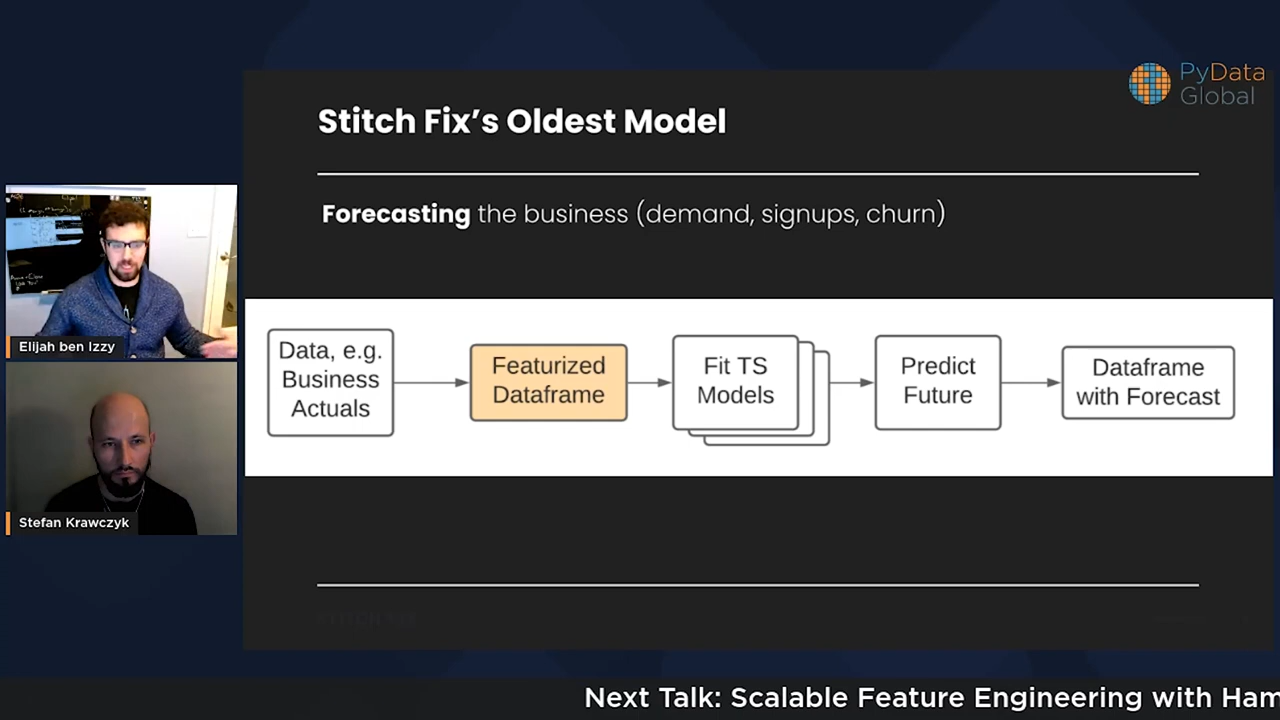 PyData
Global
Stitch Fix's Oldest Model
Forecasting the business (demand, signups, churn)
Data, e.g.
Business
Actuals
Featurized
Dataframe
Fit TS
Models
Predict
Future
Dataframe
with Forecast
Elijah ben Izzy
Stefan Krawczyk
Next Talk: Scalable Feature Engineering with Ham